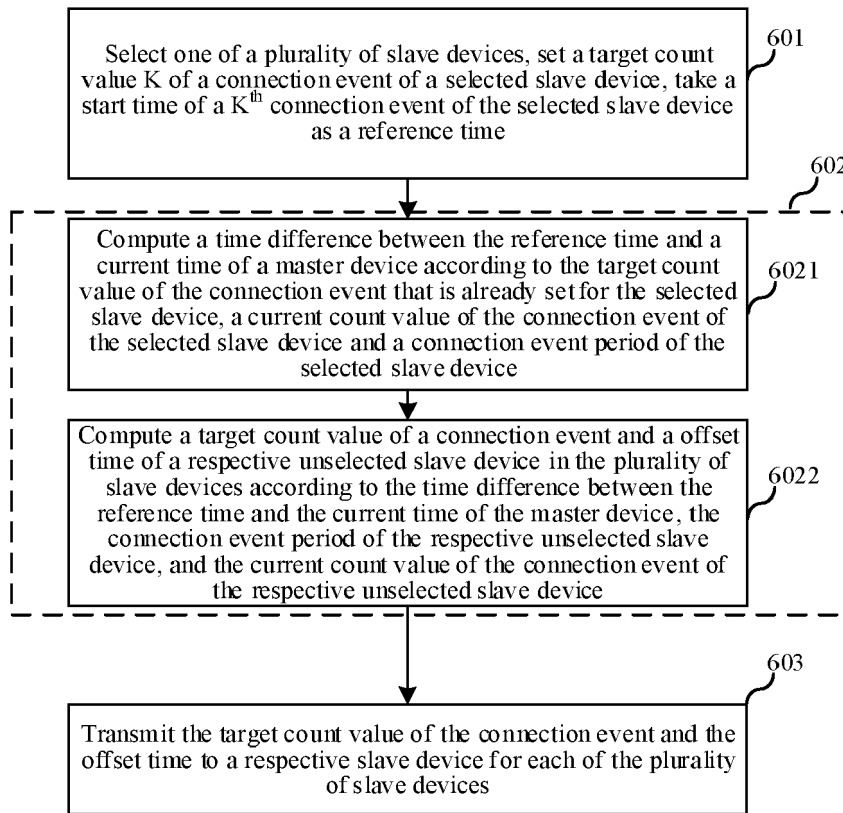 601
Select one of a plurality of slave devices, set a target count
value K of a connection event of a selected slave device, take a
start time of a Kth connection event of the selected slave device
as a reference time
602
Compute a time difference between the reference time and a
current time of a master device according to the target count
value of the connection event that is already set for the selected
slave device, a current count value of the connection event of
the selected slave device and a connection event period of the
selected slave device
6021
Compute a target count value of a connection event and a offset
time of a respective unselected slave device in the plurality of
slave devices according to the time difference between the
reference time and the current time of the master device, the
connection event period of the respective unselected slave
device, and the current count value of the connection event of
the respective unselected slave device
6022
603
Transmit the target count value of the connection event and the
offset time to a respective slave device for each of the plurality
of slave devices